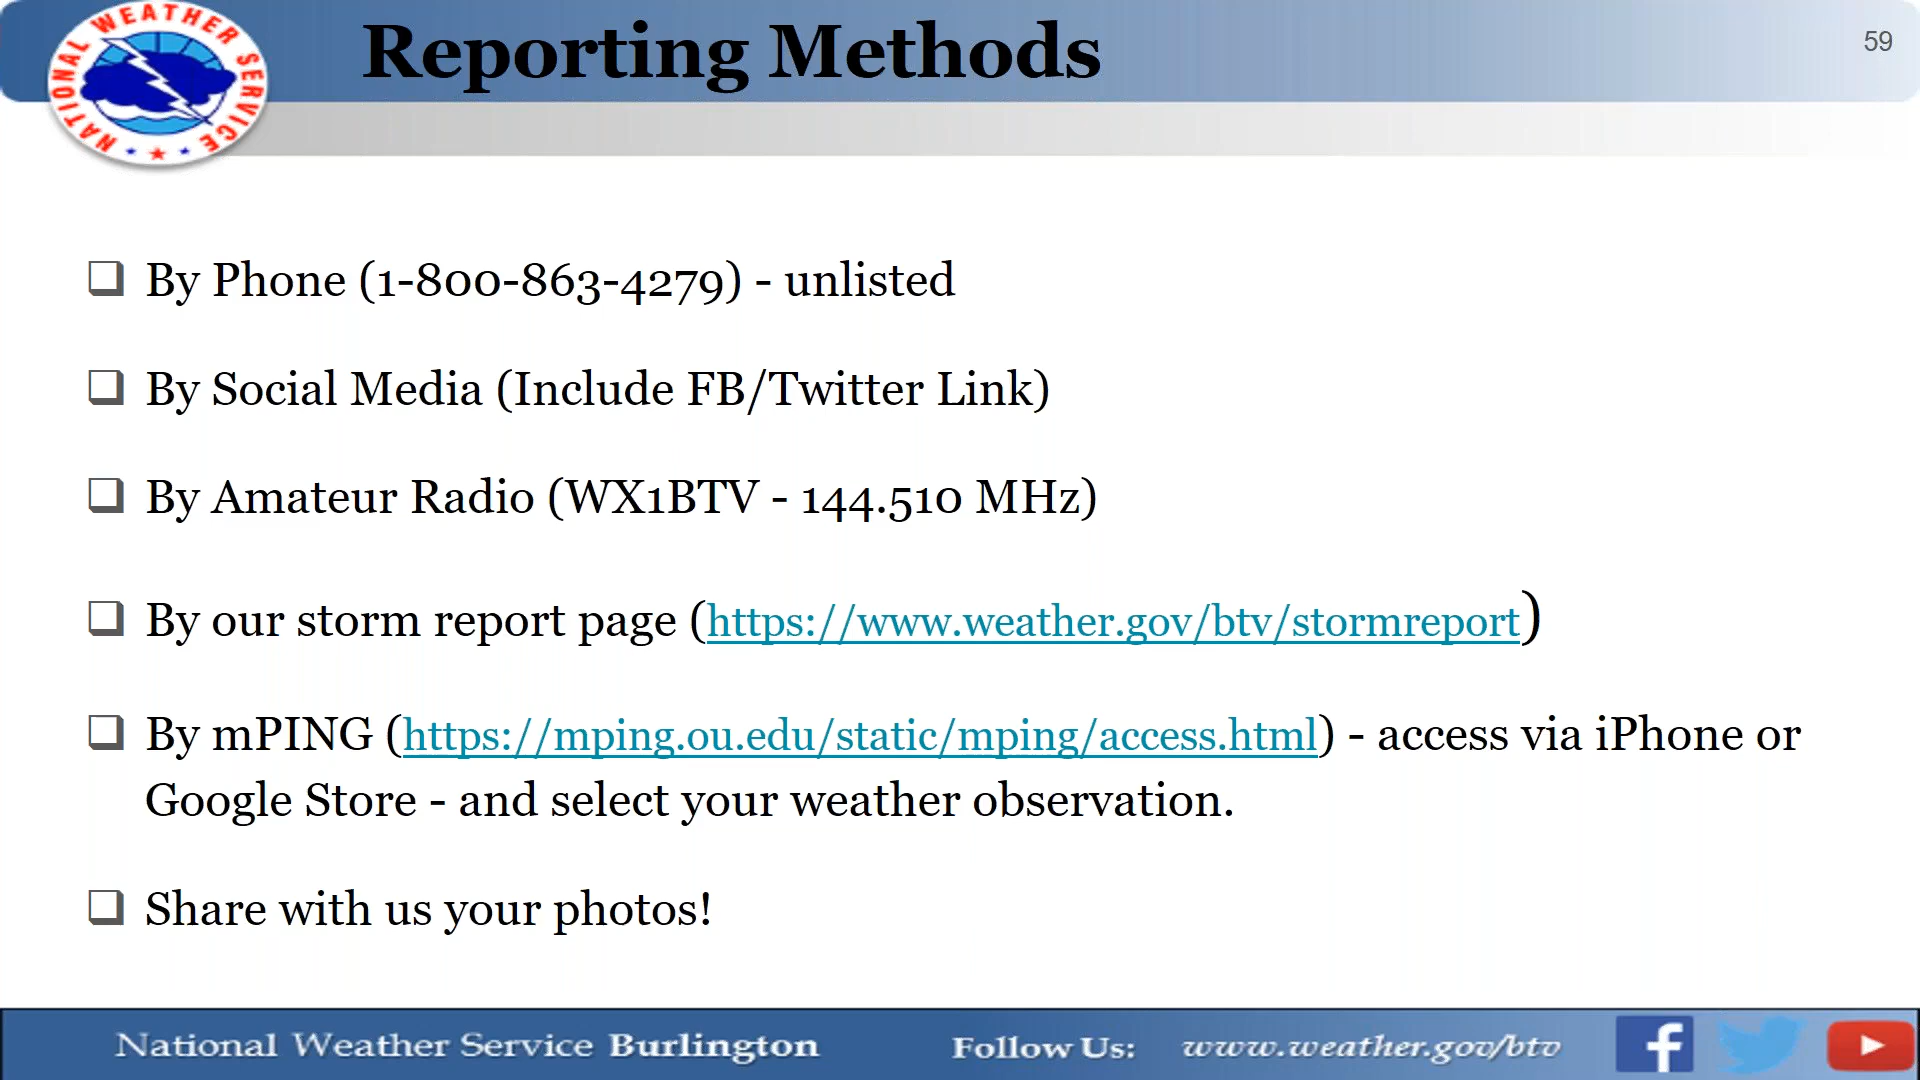 NATIONAL WEATHER SERVICE
Reporting Methods
59
By Phone (1-800-863-4279) - unlisted
By Social Media (Include FB/Twitter Link)
By Amateur Radio (WX1BTV - 144.510 MHz)
By our storm report page (https://www.weather.gov/btv/stormreport)
By mPING (https://mping.ou.edu/static/mping/access.html) - access via iPhone or
Google Store - and select your weather observation.
Share with us your photos!
National Weather Service Burlington
Follow Us:
www.weather.gov/btv
f